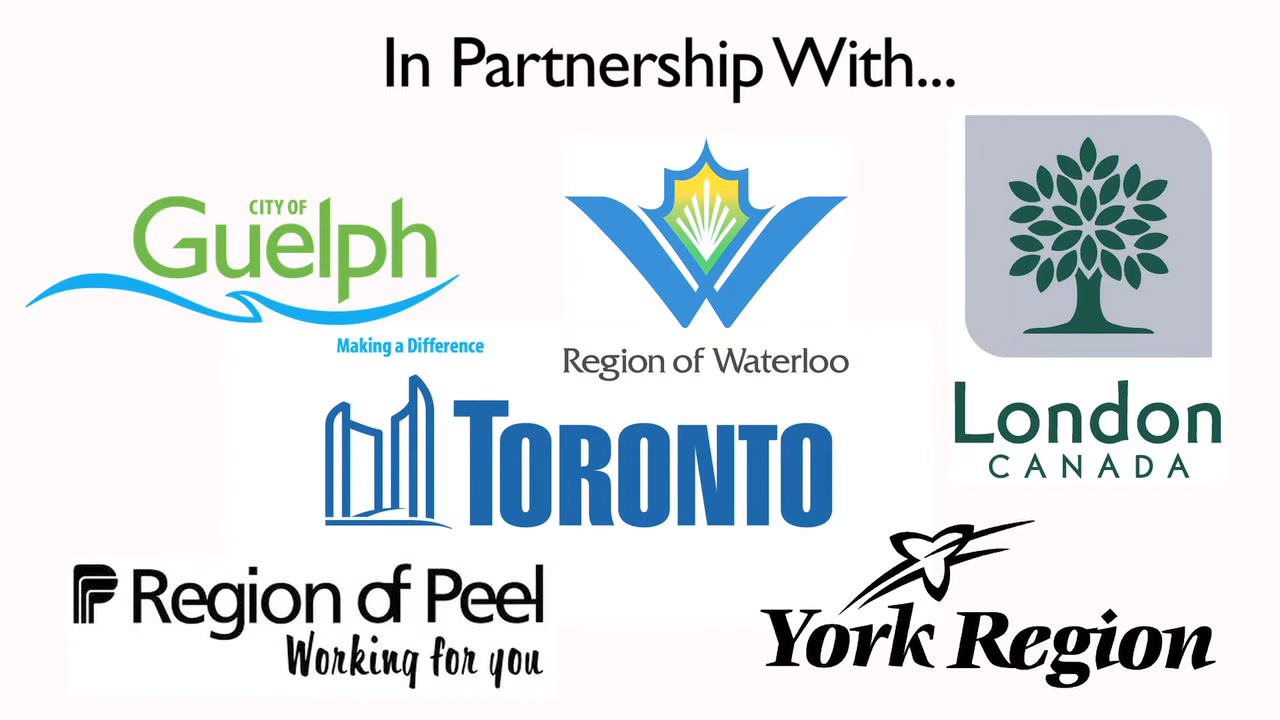 In Partnership With...
CITY OF
Guelph
Making a Difference
Region of Waterloo
London
CANADA
TORONTO
Region of Peel
Working for you
York Region